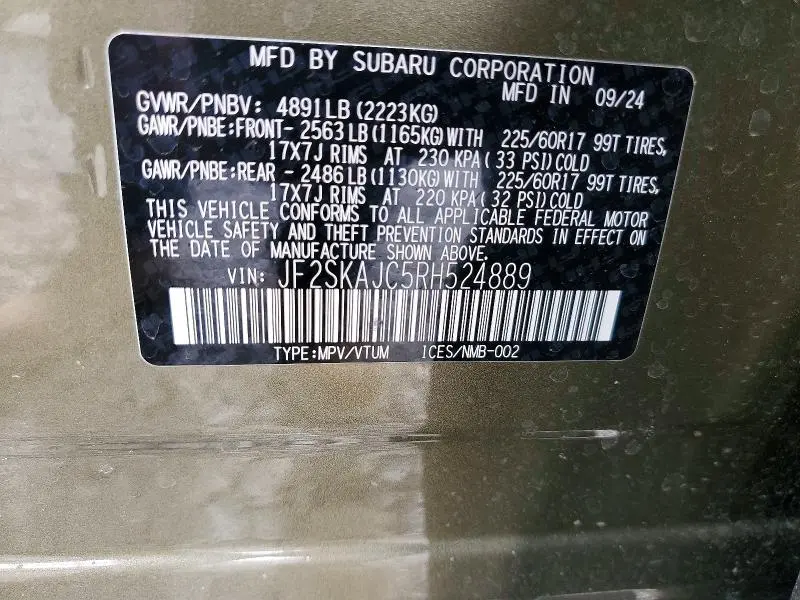 MFD BY SUBARU CORPORATION
MFD IN 09/24
GVWR/PNBV: 4891LB (2223KG)
GAWR/PNBE:FRONT- 2563LB(1165KG)WITH 225/60R17 99T TIRES,
17X7J RIMS AT 230 KPA( 33 PSI)COLD
GAWR/PNBE:REAR - 2486LB(1130KG)WITH 225/60R17 99T TIRES,
17X7J RIMS AT 220 KPA( 32 PSI)COLD
THIS VEHICLE CONFORMS TO ALL APPLICABLE FEDERAL MOTOR
VEHICLE SAFETY AND THEFT PREVENTION STANDARDS IN EFFECT ON
THE DATE OF MANUFACTURE SHOWN ABOVE.
VIN: JF2SKAJC5RH524889
TYPE:MPV/VTUM ICES/NMB-002